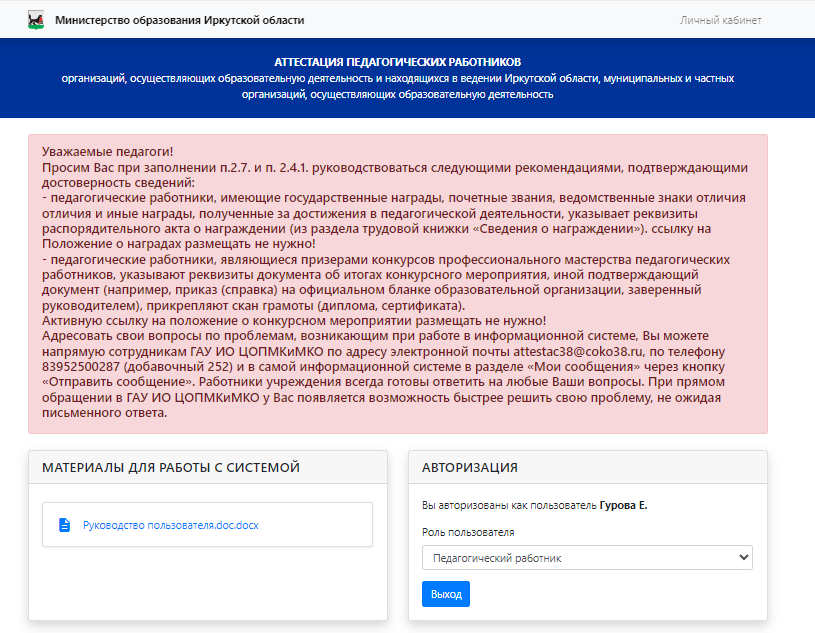 Министерство образования Иркутской области
Личный кабинет
АТТЕСТАЦИЯ ПЕДАГОГИЧЕСКИХ РАБОТНИКОВ
организаций, осуществляющих образовательную деятельность и находящихся в ведении Иркутской области, муниципальных и частных
организаций, осуществляющих образовательную деятельность
Уважаемые педагоги!
Просим Вас при заполнении п.2.7. и п. 2.4.1. руководствоваться следующими рекомендациями, подтверждающими
достоверность сведений:
- педагогические работники, имеющие государственные награды, почетные звания, ведомственные знаки отличия
отличия и иные награды, полученные за достижения в педагогической деятельности, указывает реквизиты
распорядительного акта о награждении (из раздела трудовой книжки «Сведения о награждении»). ссылку на
Положение о наградах размещать не нужно!
- педагогические работники, являющиеся призерами конкурсов профессионального мастерства педагогических
работников, указывают реквизиты документа об итогах конкурсного мероприятия, иной подтверждающий
документ (например, приказ (справка) на официальном бланке образовательной организации, заверенный
руководителем), прикрепляют скан грамоты (диплома, сертификата).
Активную ссылку на положение о конкурсном мероприятии размещать не нужно!
Адресовать свои вопросы по проблемам, возникающим при работе в информационной системе, Вы можете
напрямую сотрудникам ГАУ ИО ЦОПМКиМКО по адресу электронной почты attestac38@coko38.ru, по телефону
83952500287 (добавочный 252) и в самой информационной системе в разделе «Мои сообщения» через кнопку
«Отправить сообщение». Работники учреждения всегда готовы ответить на любые Ваши вопросы. При прямом
обращении в ГАУ ИО ЦОПМКиМКО у Вас появляется возможность быстрее решить свою проблему, не ожидая
письменного ответа.
МАТЕРИАЛЫ ДЛЯ РАБОТЫ С СИСТЕМОЙ
Руководство пользователя.doc.docx
АВТОРИЗАЦИЯ
Вы авторизованы как пользователь Гурова Е.
Роль пользователя
Педагогический работник
Выход